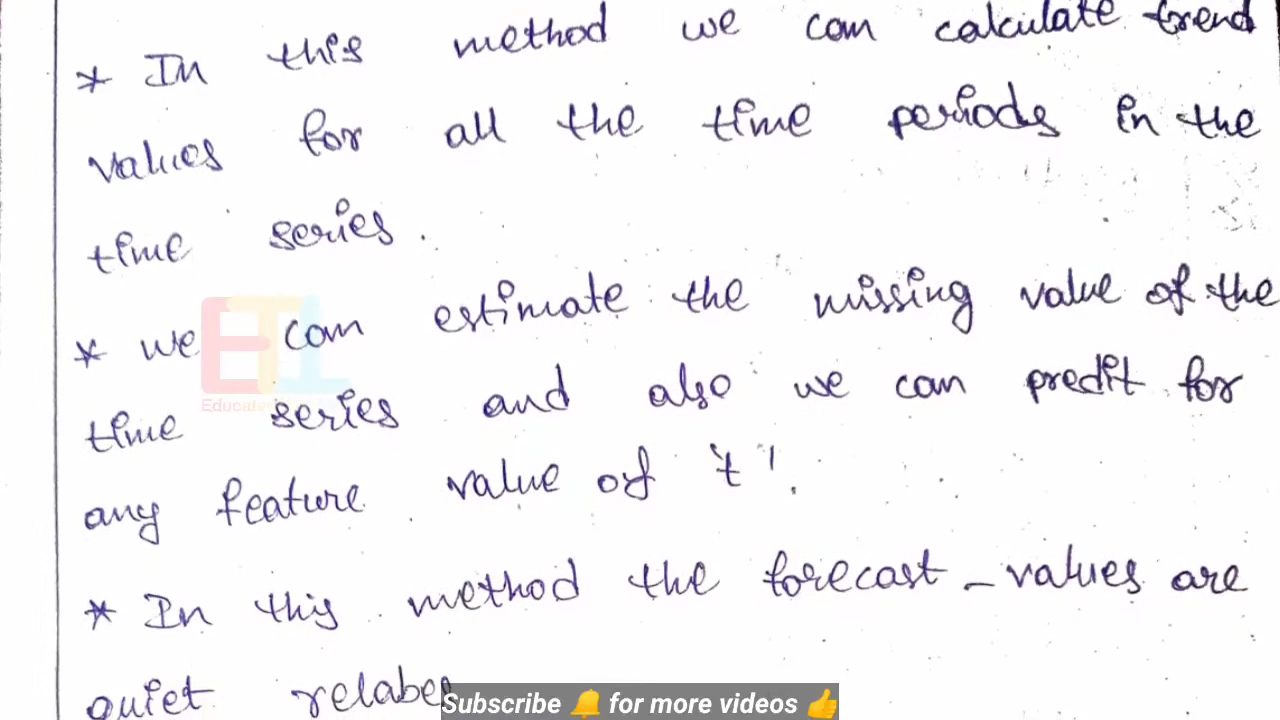 * In this method we can calculate trend
values for all the time periods in the
time series.
* we can estimate the missing value of the
time series and also we can predit for
any feature value of 't'.
* In this method the forecast - values are
quiet
Subscribe 🔔 for more videos 👍